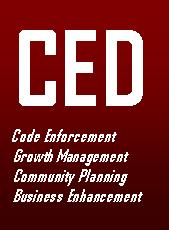 CED
Code Enforcement
Growth Management
Community Planning
Business Enhancement